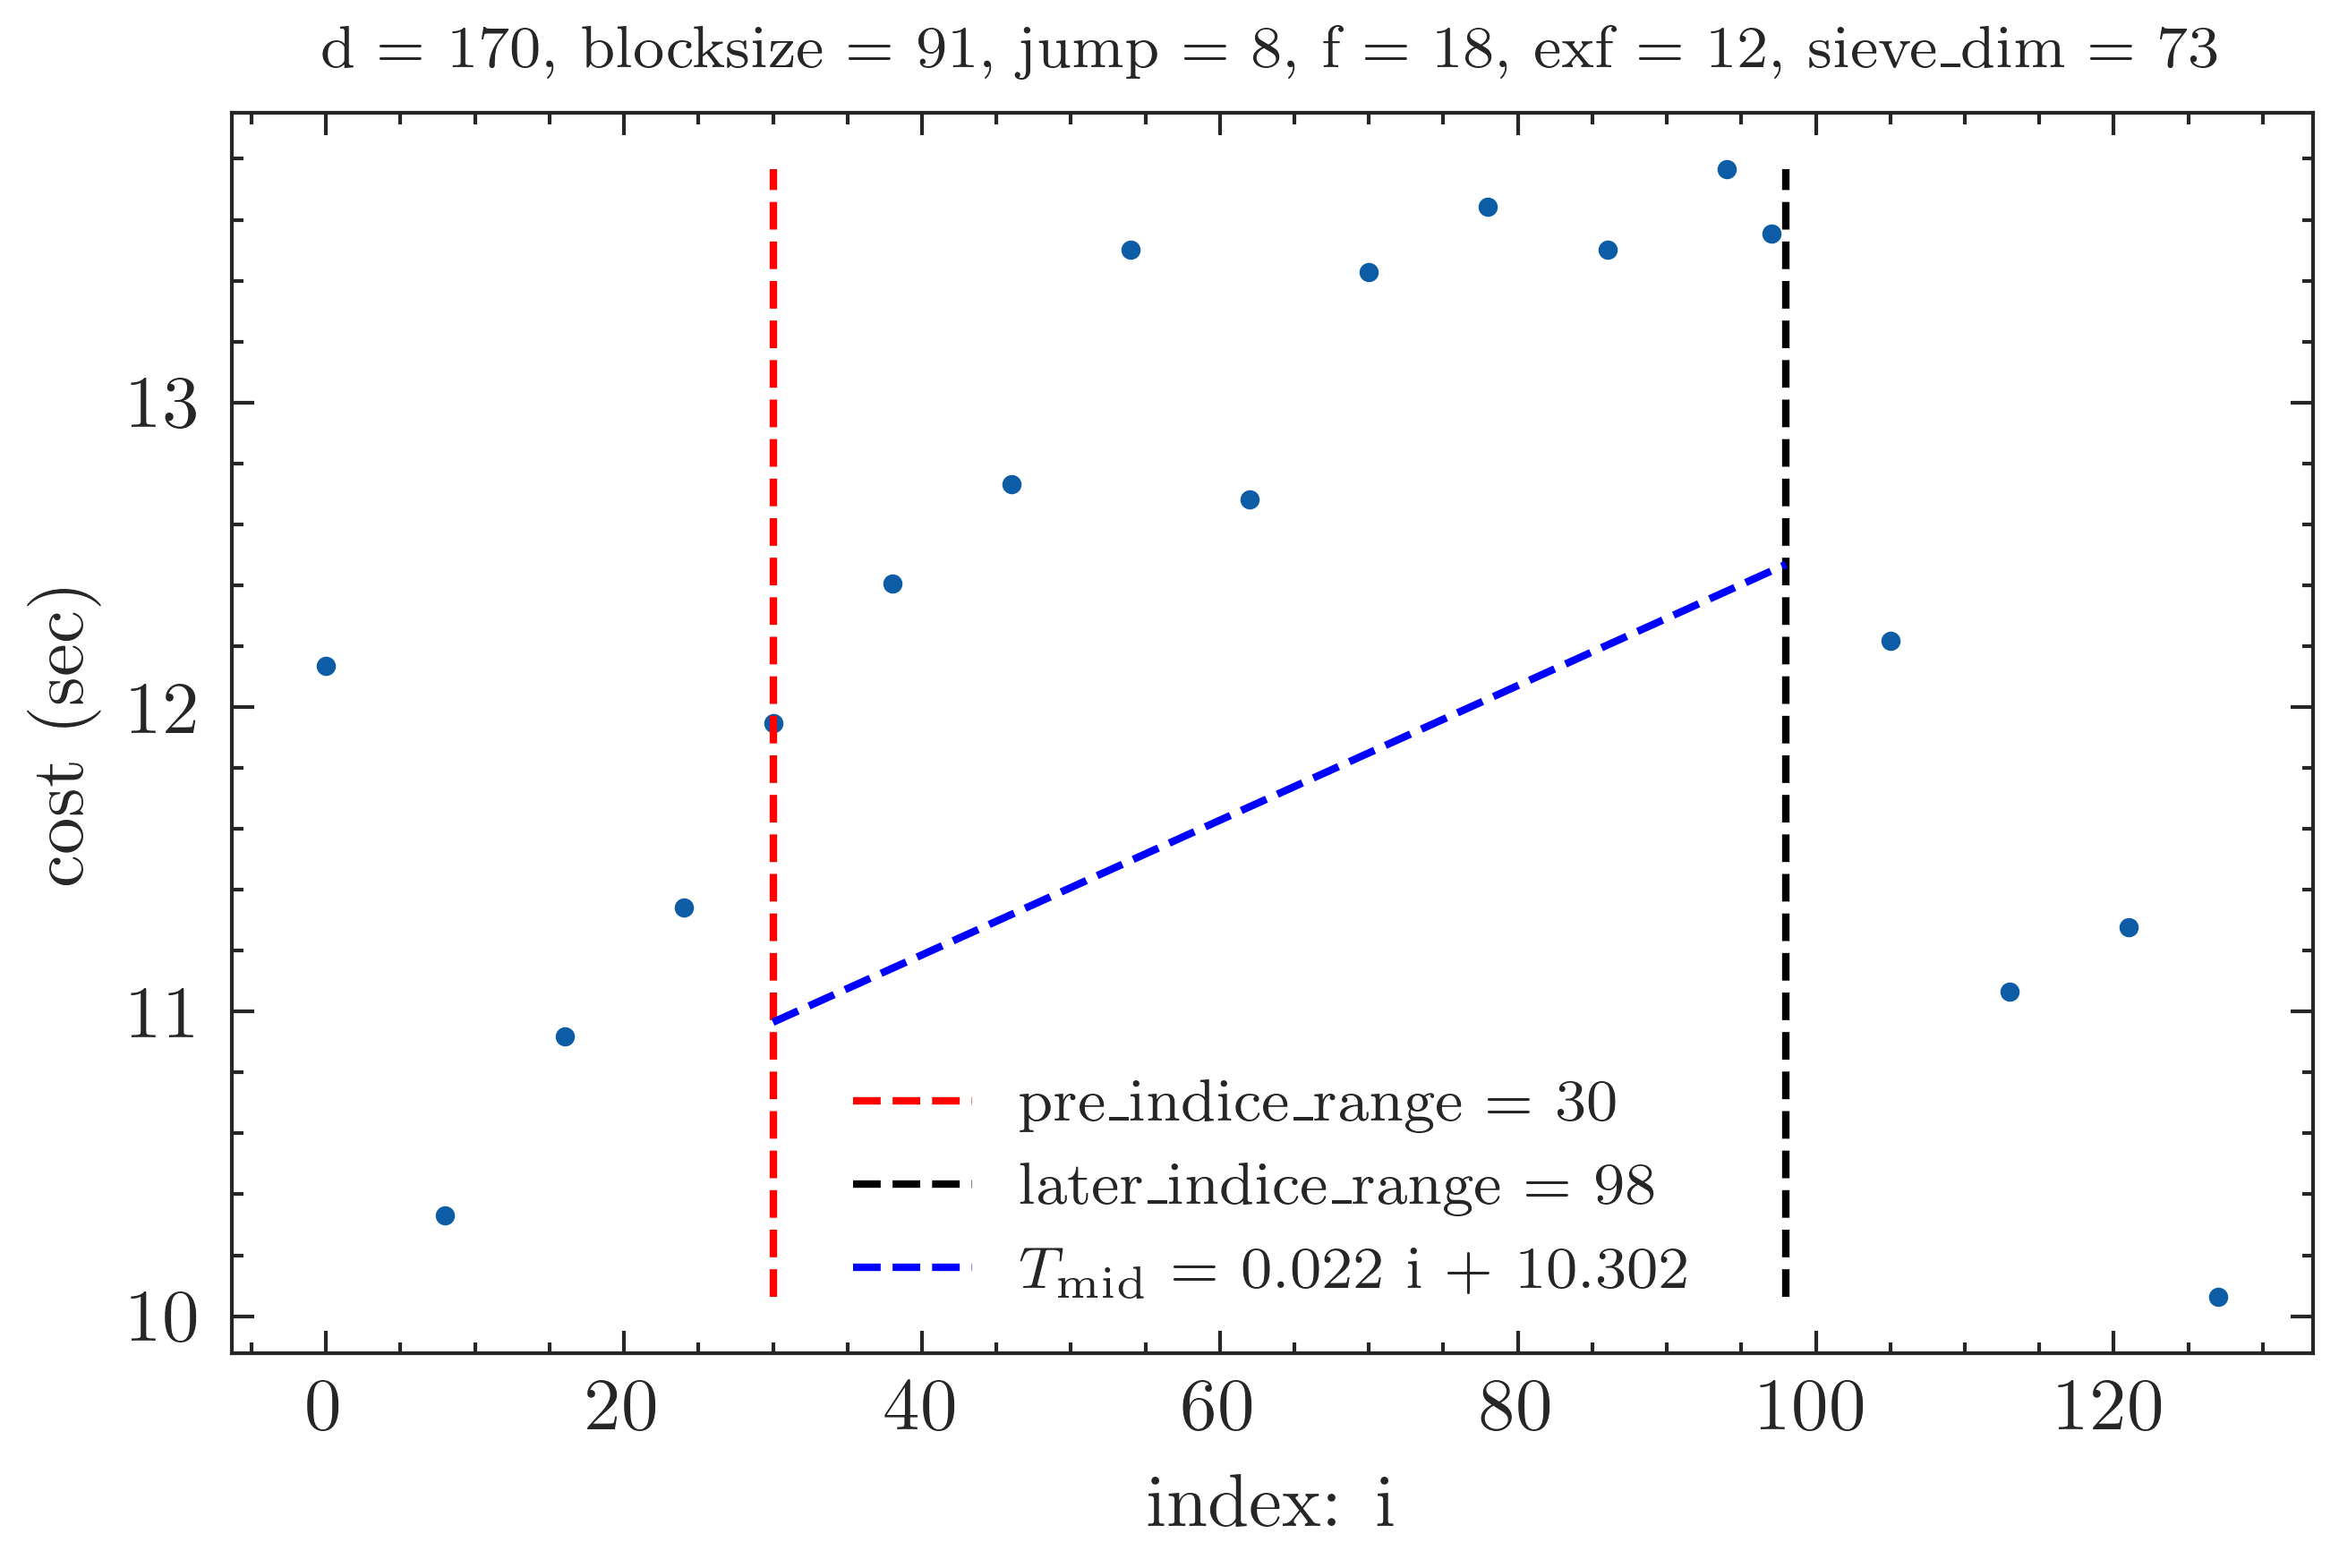 d = 170, blocksize = 91, jump = 8, f = 18, exf = 12, sieve_dim = 73
cost (sec)
13
12
11
10
pre_indice_range = 30
later_indice_range = 98
T_mid = 0.022 i + 10.302
0 20 40 60 80 100 120
index: i